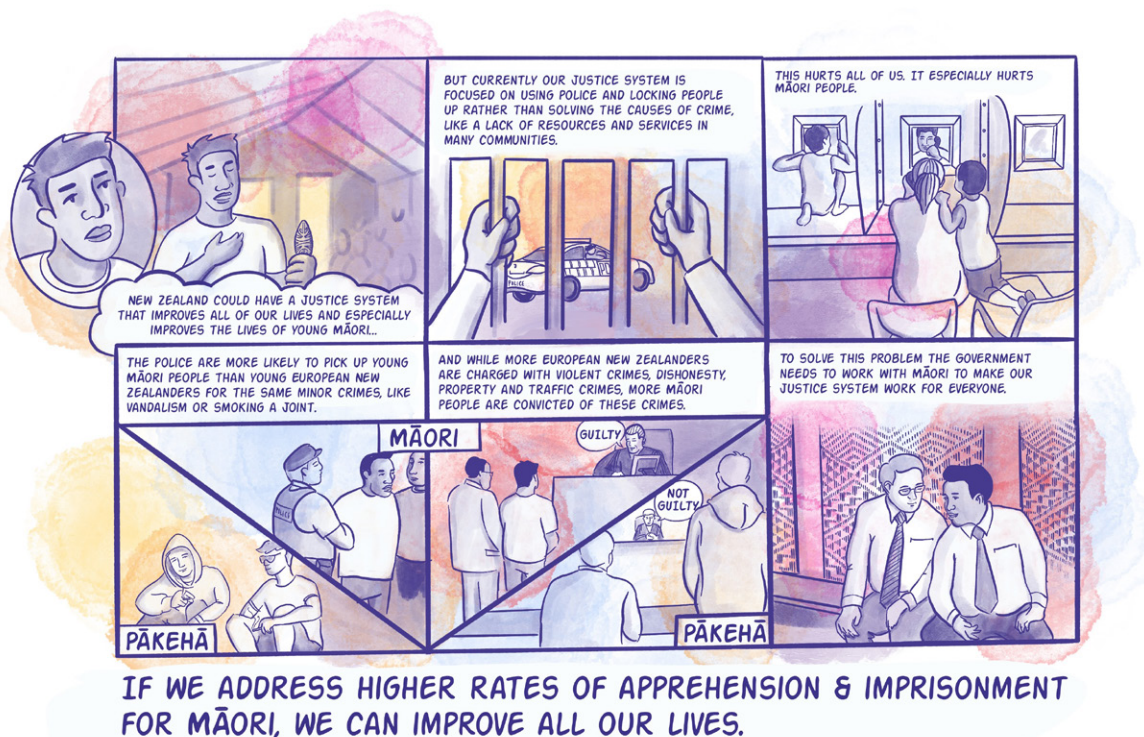 NEW ZEALAND COULD HAVE A JUSTICE SYSTEM
THAT IMPROVES ALL OF OUR LIVES AND ESPECIALLY
IMPROVES THE LIVES OF YOUNG MĀORI...
BUT CURRENTLY OUR JUSTICE SYSTEM IS
FOCUSED ON USING POLICE AND LOCKING PEOPLE
UP RATHER THAN SOLVING THE CAUSES OF CRIME,
LIKE A LACK OF RESOURCES AND SERVICES IN
MANY COMMUNITIES.
POLICE
THIS HURTS ALL OF US. IT ESPECIALLY HURTS
MĀORI PEOPLE.
THE POLICE ARE MORE LIKELY TO PICK UP YOUNG
MĀORI PEOPLE THAN YOUNG EUROPEAN NEW
ZEALANDERS FOR THE SAME MINOR CRIMES, LIKE
VANDALISM OR SMOKING A JOINT.
MĀORI
POLICE
PĀKEHĀ
AND WHILE MORE EUROPEAN NEW ZEALANDERS
ARE CHARGED WITH VIOLENT CRIMES, DISHONESTY,
PROPERTY AND TRAFFIC CRIMES, MORE MĀORI
PEOPLE ARE CONVICTED OF THESE CRIMES.
GUILTY
NOT
GUILTY
PĀKEHĀ
TO SOLVE THIS PROBLEM THE GOVERNMENT
NEEDS TO WORK WITH MĀORI TO MAKE OUR
JUSTICE SYSTEM WORK FOR EVERYONE.
IF WE ADDRESS HIGHER RATES OF APPREHENSION & IMPRISONMENT
FOR MĀORI, WE CAN IMPROVE ALL OUR LIVES.